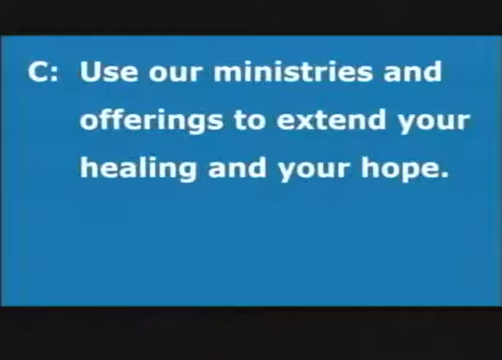 C: Use our ministries and
offerings to extend your
healing and your hope.